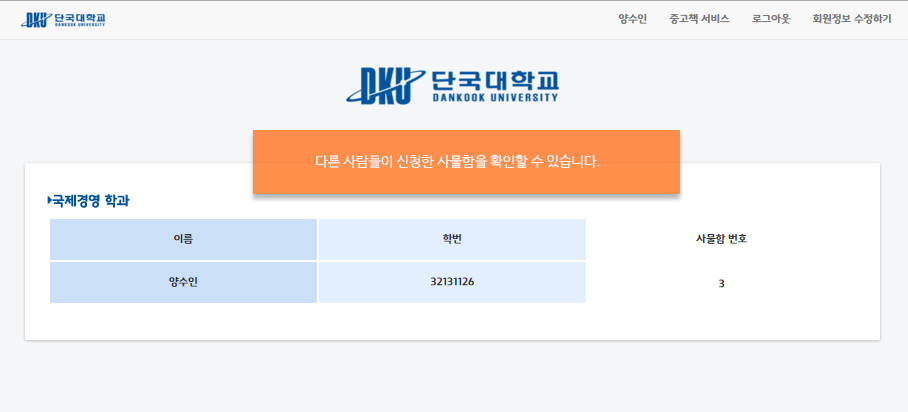 DKU 단국대학교
DANKOOK UNIVERSITY
양수인 중고책 서비스 로그아웃 회원정보 수정하기
DKU 단국대학교
DANKOOK UNIVERSITY
다른 사람들이 신청한 사물함을 확인할 수 있습니다.
국제경영 학과
이름 학번 사물함 번호
양수인 32131126 3